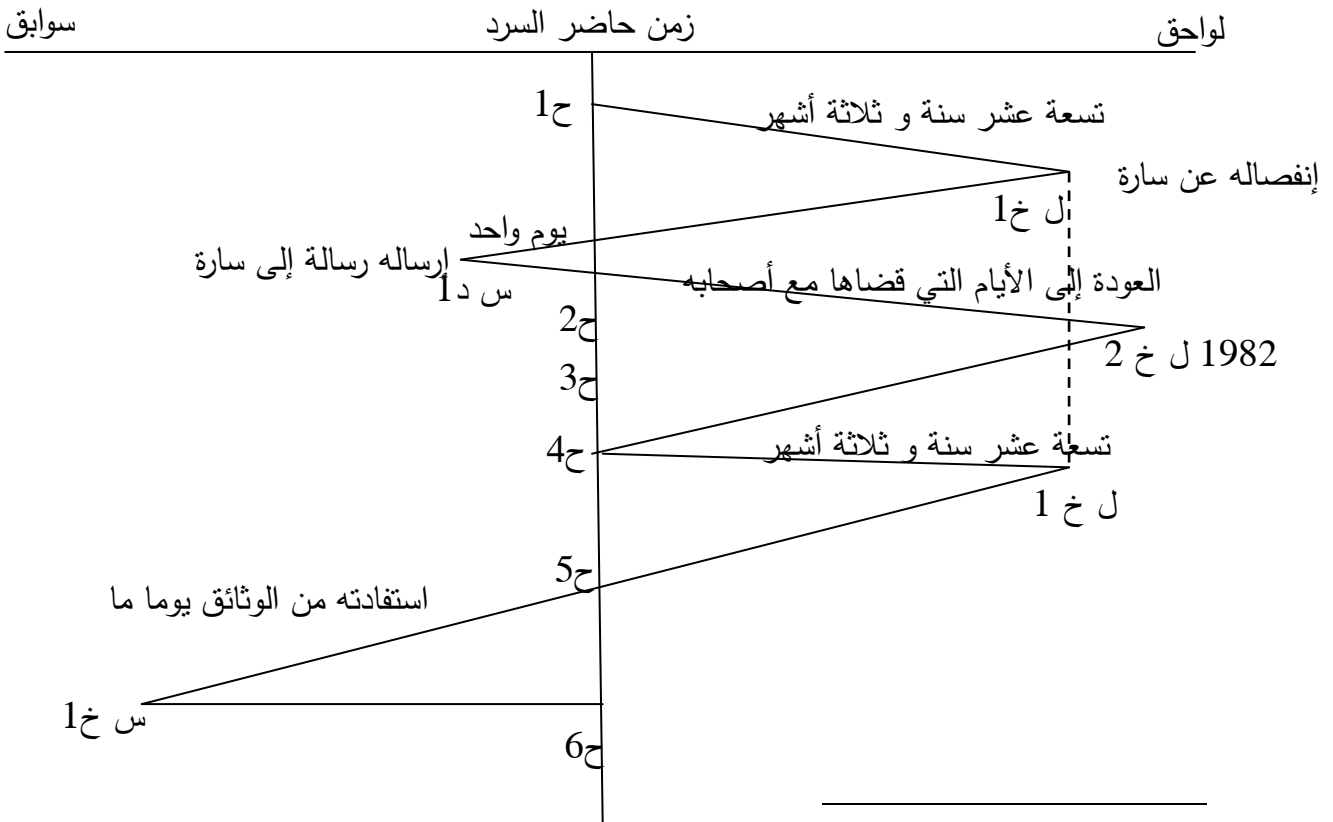 لواحق
زمن حاضر السرد
سوابق
ح1
تسعة عشر سنة و ثلاثة أشهر
إنفصاله عن سارة
ل خ1
يوم واحد
إرساله رسالة إلى سارة
س د1
العودة إلى الأيام التي قضاها مع أصحابه
ح2
1982 ل خ 2
ح3
ح4
تسعة عشر سنة و ثلاثة أشهر
ل خ 1
ح5
استفادته من الوثائق يوما ما
س خ1
ح6